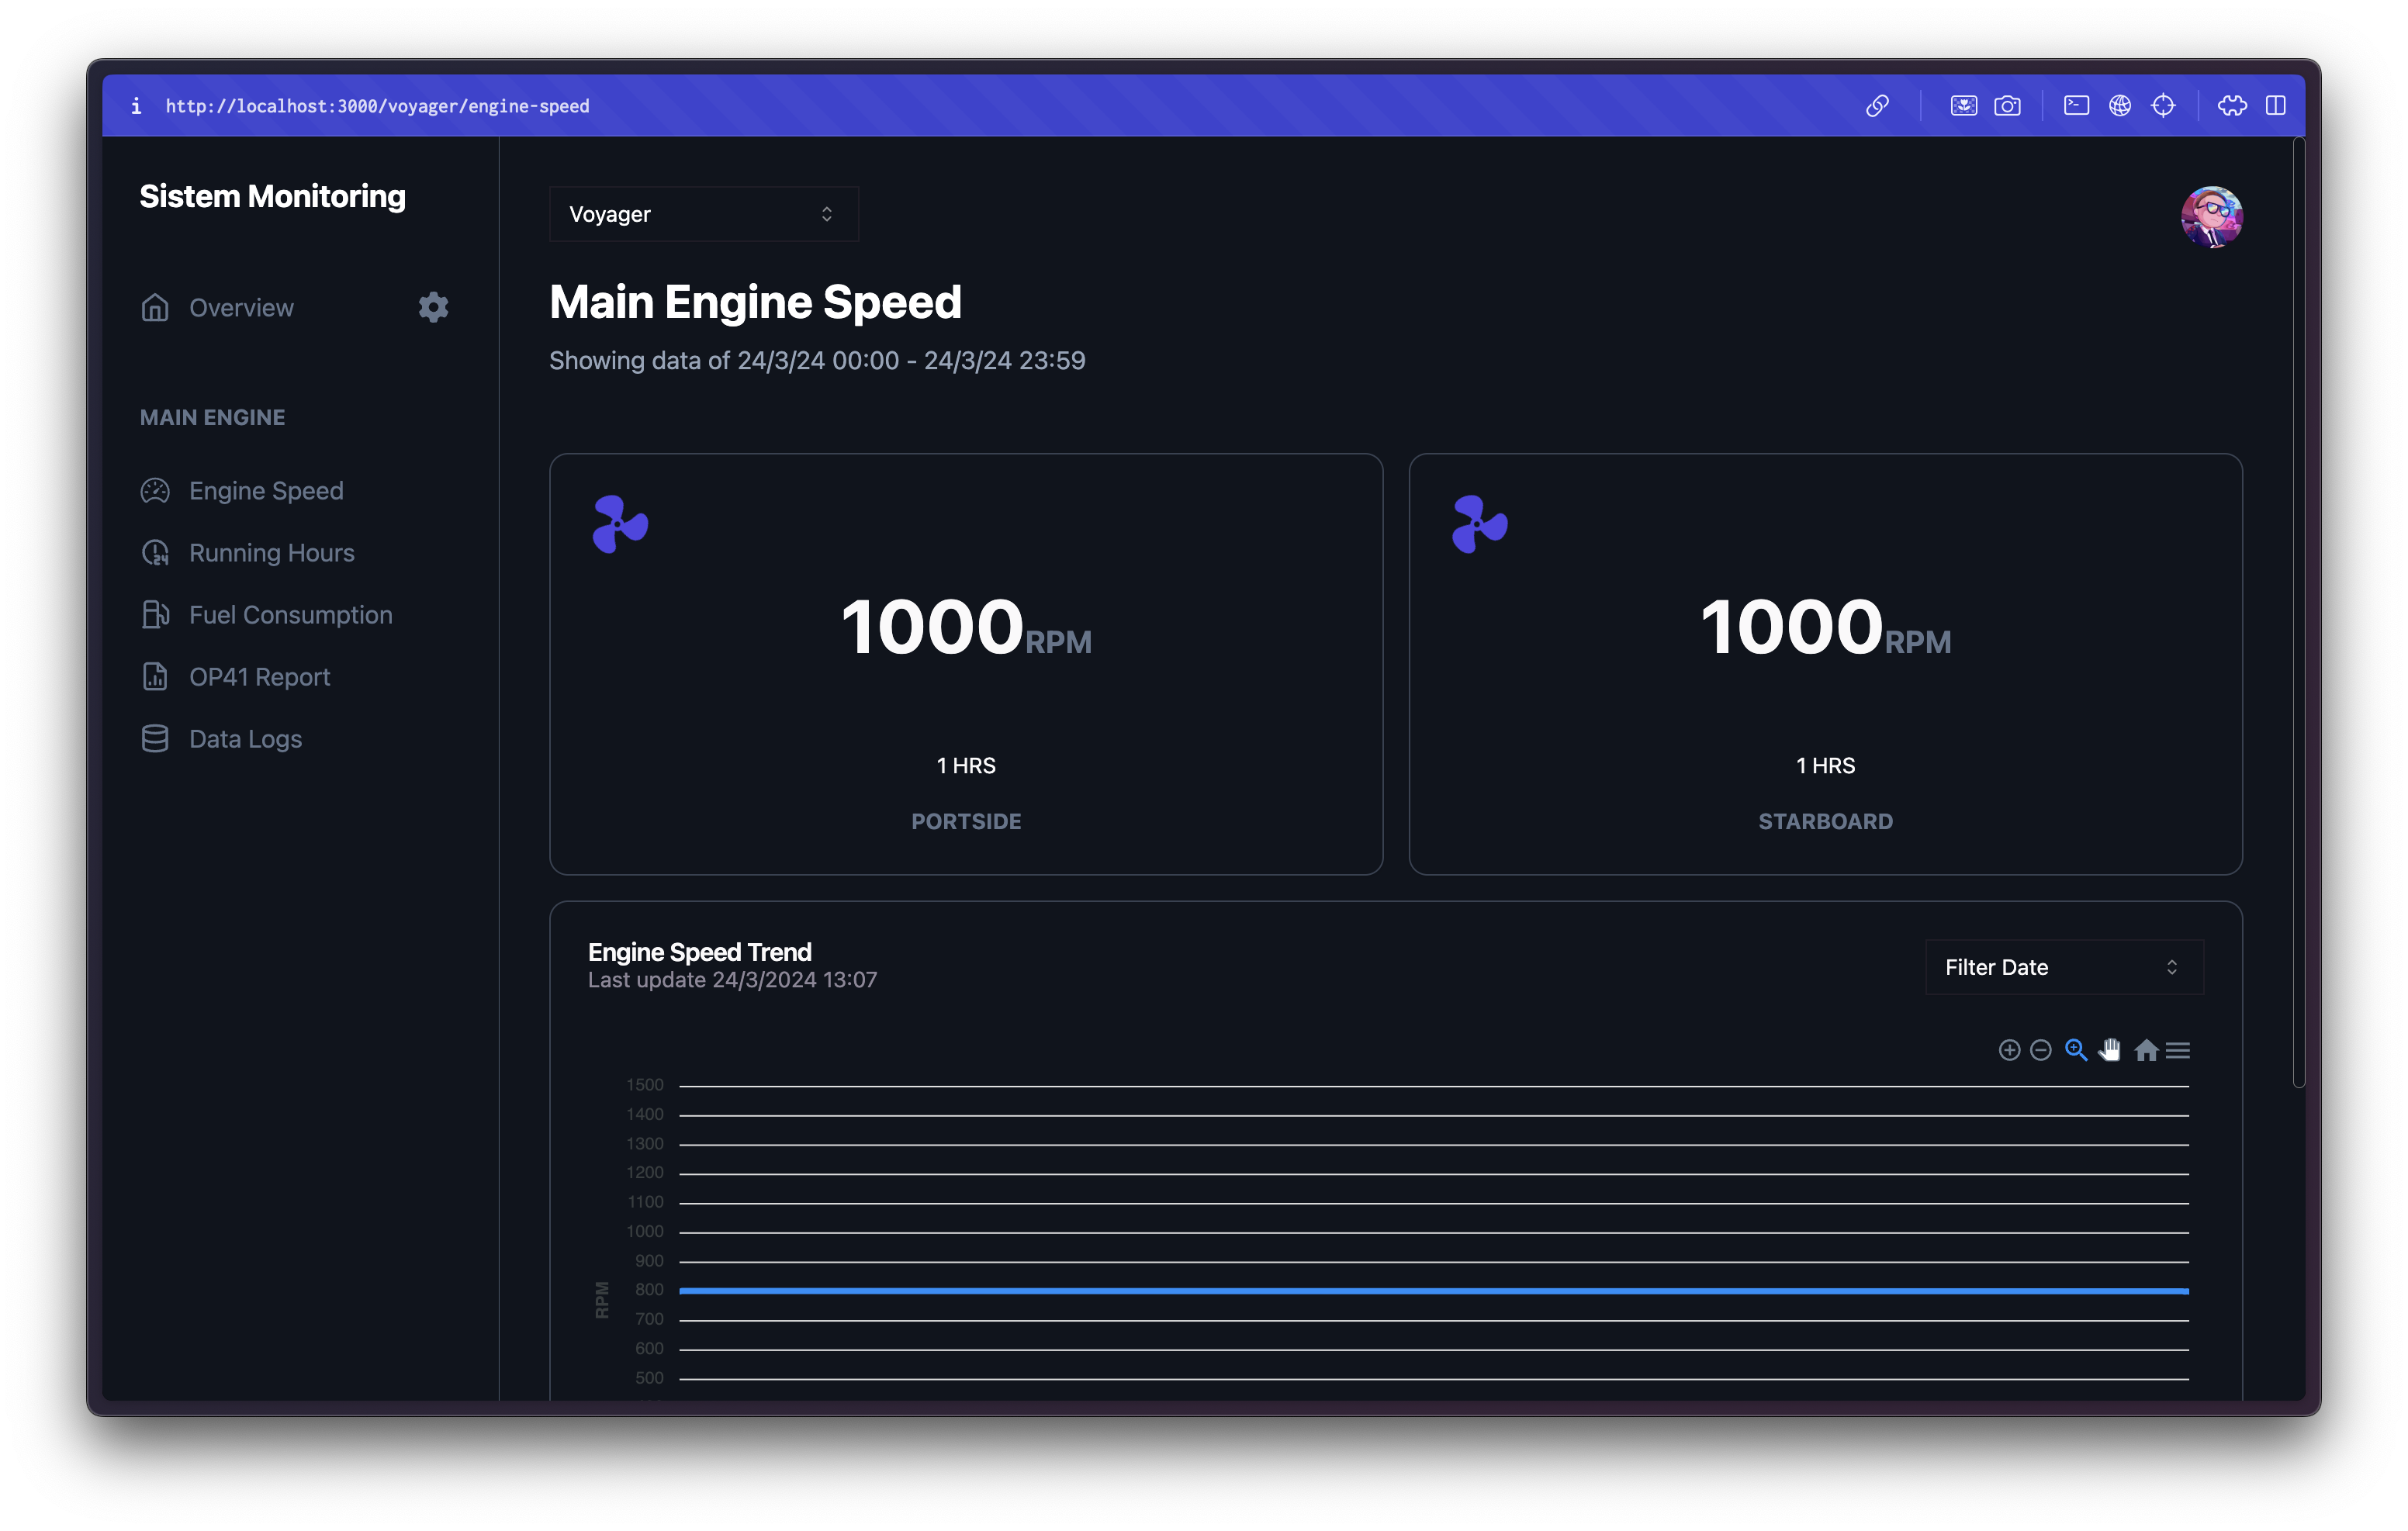 http://localhost:3000/voyager/engine-speed
Sistem Monitoring
Overview
MAIN ENGINE
Engine Speed
Running Hours
Fuel Consumption
OP41 Report
Data Logs
Voyager
Main Engine Speed
Showing data of 24/3/24 00:00 - 24/3/24 23:59
1000RPM
1 HRS
PORTSIDE
1000RPM
1 HRS
STARBOARD
Engine Speed Trend
Last update 24/3/2024 13:07
Filter Date
1500
1400
1300
1200
1100
1000
900
800
700
600
500
RPM